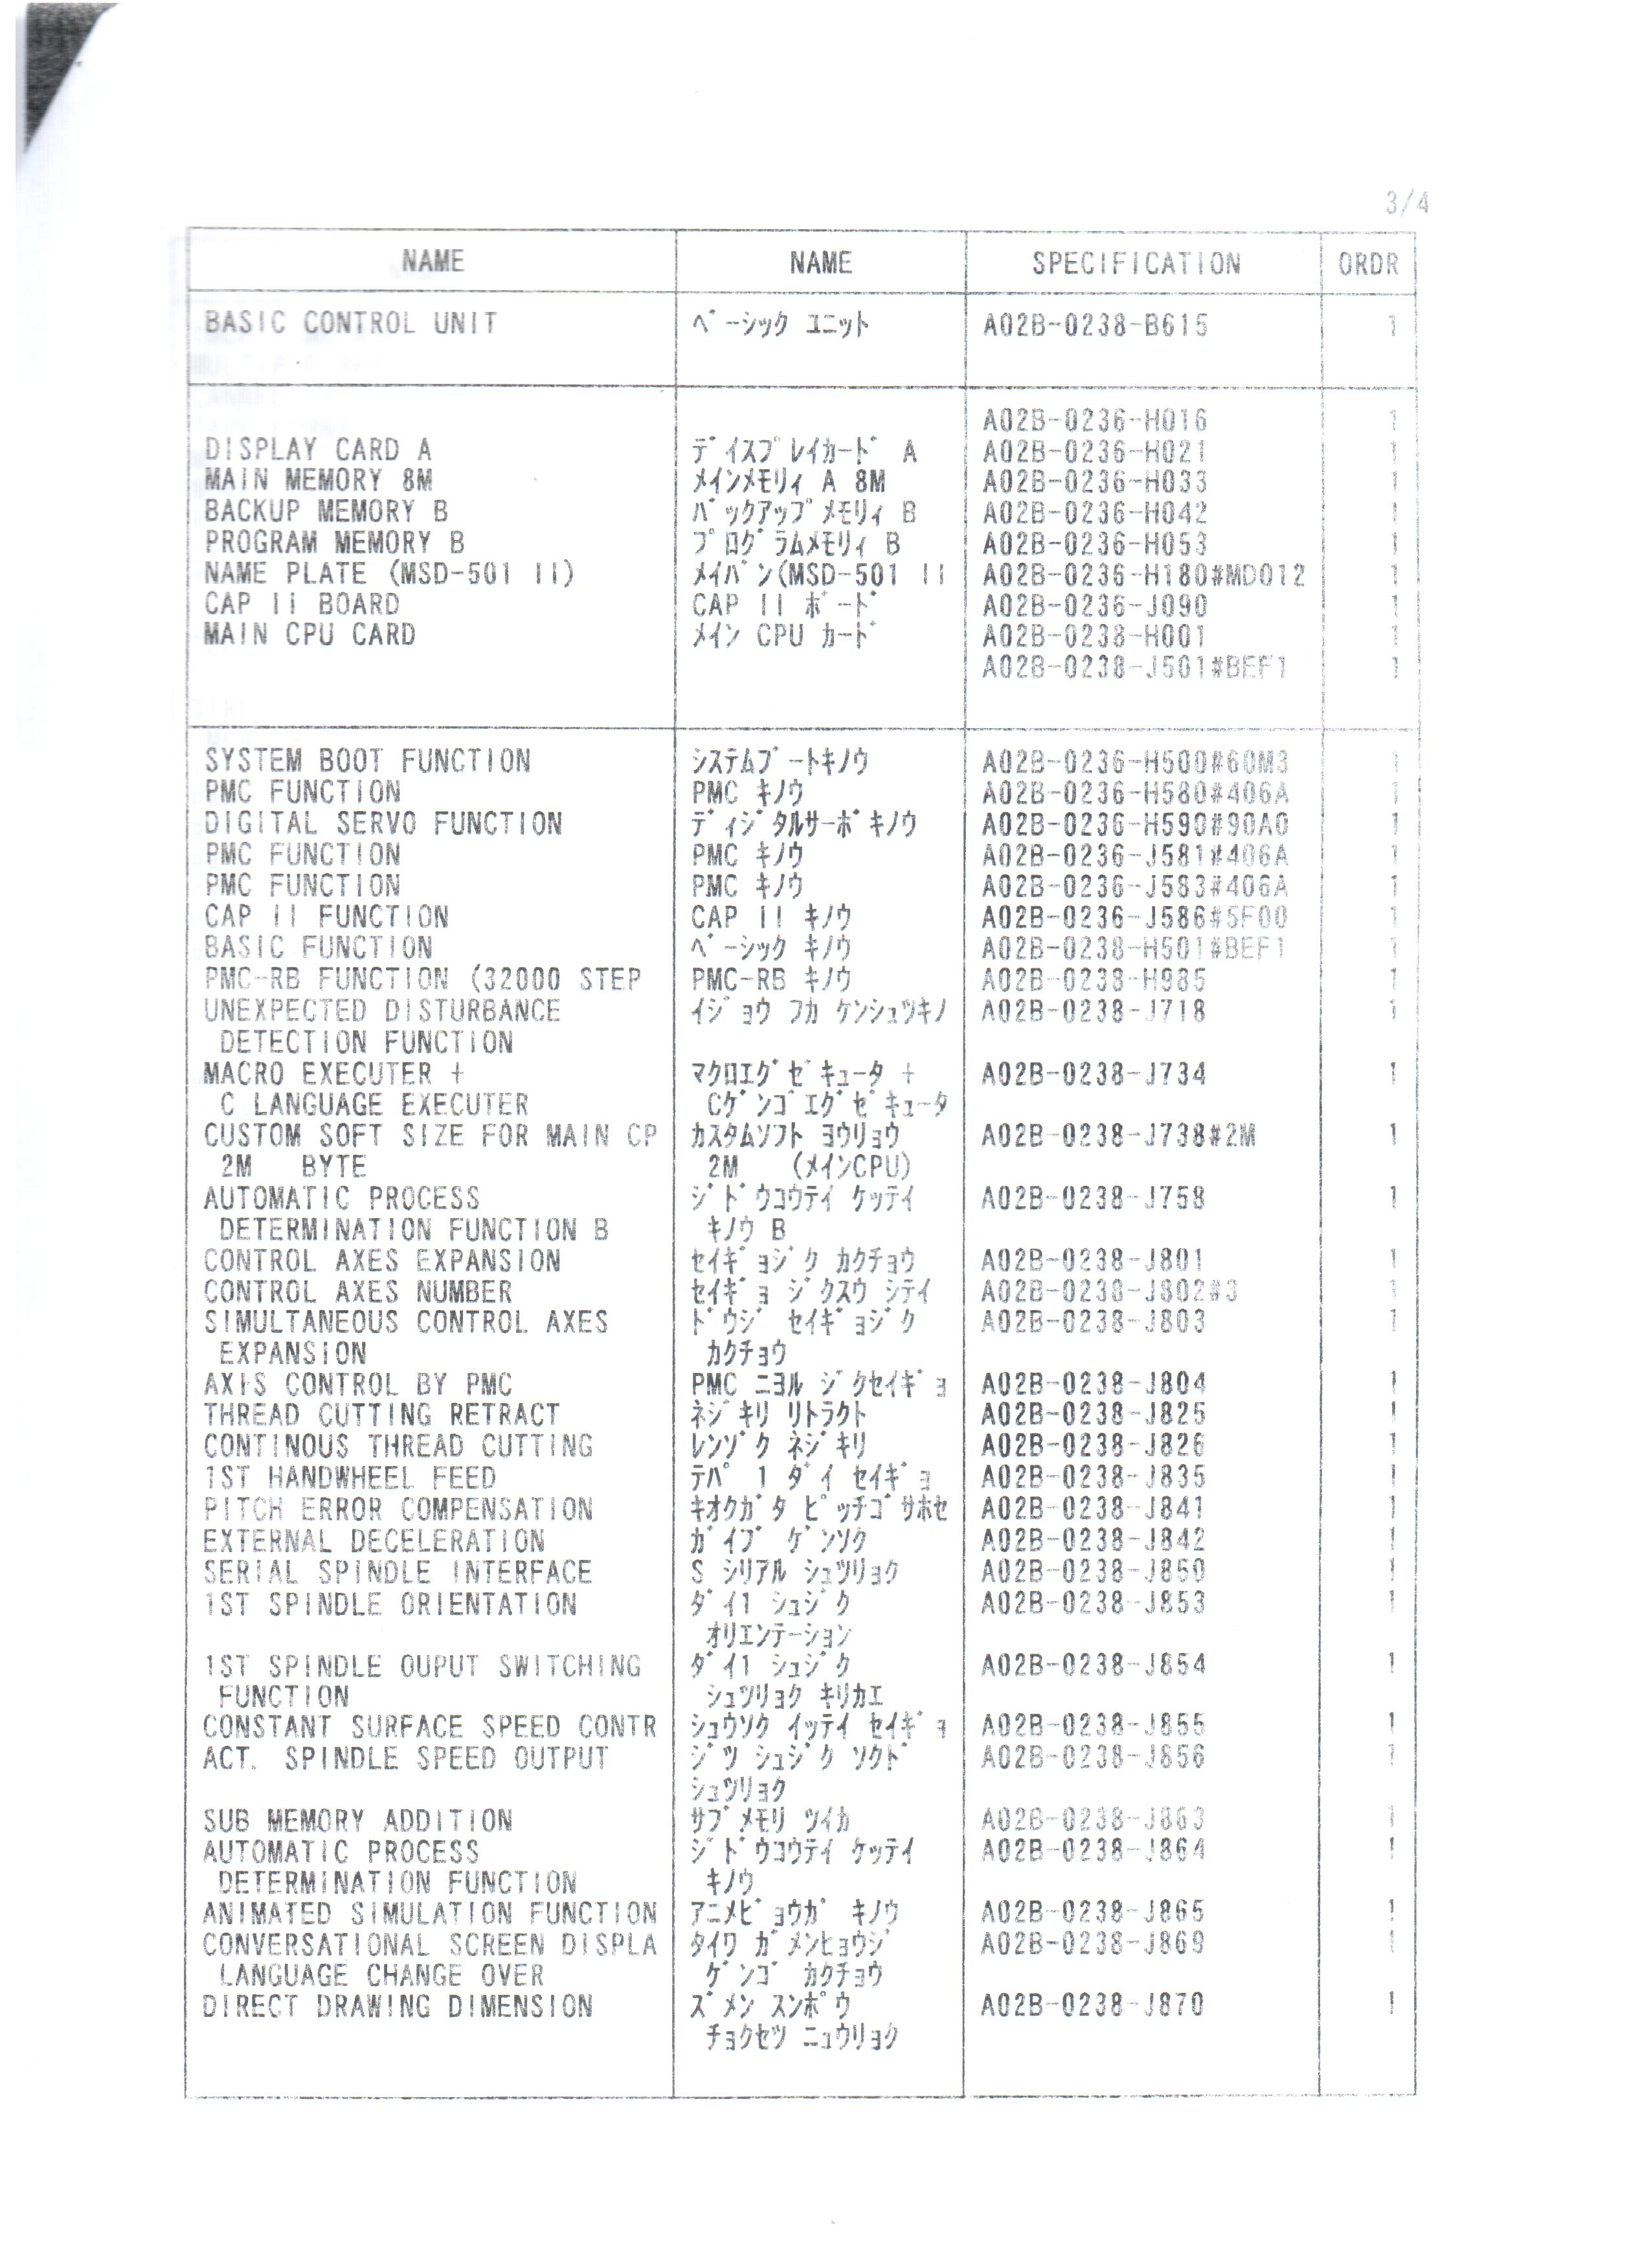 3/4
NAME NAME SPECIFICATION ORDR
BASIC CONTROL UNIT ﾍﾞｰｼｯｸ ﾕﾆｯﾄ A02B-0238-B615 1
A02B-0236-H016 1
DISPLAY CARD A ﾃﾞｲｽﾌﾟﾚｲｶｰﾄﾞ A A02B-0236-H021 1
MAIN MEMORY 8M ﾒｲﾝﾒﾓﾘｨ A 8M A02B-0236-H033 1
BACKUP MEMORY B ﾊﾞｯｸｱｯﾌﾟﾒﾓﾘｨ B A02B-0236-H042 1
PROGRAM MEMORY B ﾌﾟﾛｸﾞﾗﾑﾒﾓﾘｨ B A02B-0236-H053 1
NAME PLATE (MSD-501 II) ﾒｲﾊﾞﾝ(MSD-501 II A02B-0236-H180#MD012 1
CAP II BOARD CAP II ﾎﾞｰﾄﾞ A02B-0236-J090 1
MAIN CPU CARD ﾒｲﾝ CPU ｶｰﾄﾞ A02B-0238-H001 1
A02B-0238-J501#BEF1 1
SYSTEM BOOT FUNCTION ｼｽﾃﾑﾌﾞｰﾄｷﾉｳ A02B-0236-H500#60M3 1
PMC FUNCTION PMC ｷﾉｳ A02B-0236-H580#406A 1
DIGITAL SERVO FUNCTION ﾃﾞｨｼﾞﾀﾙｻｰﾎﾞｷﾉｳ A02B-0236-H590#90A0 1
PMC FUNCTION PMC ｷﾉｳ A02B-0236-J581#406A 1
PMC FUNCTION PMC ｷﾉｳ A02B-0236-J583#406A 1
CAP II FUNCTION CAP II ｷﾉｳ A02B-0236-J586#5F00 1
BASIC FUNCTION ﾍﾞｰｼｯｸ ｷﾉｳ A02B-0238-H501#BEF1 1
PMC-RB FUNCTION (32000 STEP PMC-RB ｷﾉｳ A02B-0238-H985 1
UNEXPECTED DISTURBANCE ｲｼﾞｮｳ ﾌｶ ｹﾝｼｭﾂｷﾉ A02B-0238-J718 1
DETECTION FUNCTION
MACRO EXECUTER + ﾏｸﾛｴｸﾞｾﾞｷｭｰﾀ + A02B-0238-J734 1
C LANGUAGE EXECUTER Cｹﾞﾝｺﾞｴｸﾞｾﾞｷｭｰﾀ
CUSTOM SOFT SIZE FOR MAIN CP ｶｽﾀﾑｿﾌﾄ ﾖｳﾘｮｳ A02B-0238-J738#2M 1
2M BYTE 2M (ﾒｲﾝCPU)
AUTOMATIC PROCESS ｼﾞﾄﾞｳｺｳﾃｲ ｹｯﾃｲ A02B-0238-J758 1
DETERMINATION FUNCTION B ｷﾉｳ B
CONTROL AXES EXPANSION ｾｲｷﾞｮｼﾞｸ ｶｸﾁｮｳ A02B-0238-J801 1
CONTROL AXES NUMBER ｾｲｷﾞｮ ｼﾞｸｽｳ ｼﾃｲ A02B-0238-J802#3 1
SIMULTANEOUS CONTROL AXES ﾄﾞｳｼﾞ ｾｲｷﾞｮｼﾞｸ A02B-0238-J803 1
EXPANSION ｶｸﾁｮｳ
AXIS CONTROL BY PMC PMC ﾆﾖﾙ ｼﾞｸｾｲｷﾞｮ A02B-0238-J804 1
THREAD CUTTING RETRACT ﾈｼﾞｷﾘ ﾘﾄﾗｸﾄ A02B-0238-J825 1
CONTINOUS THREAD CUTTING ﾚﾝｿﾞｸ ﾈｼﾞｷﾘ A02B-0238-J826 1
1ST HANDWHEEL FEED ﾃﾊﾟ 1 ﾀﾞｲ ｾｲｷﾞｮ A02B-0238-J835 1
PITCH ERROR COMPENSATION ｷｵｸｶﾞﾀ ﾋﾟｯﾁｺﾞｻﾎｾ A02B-0238-J841 1
EXTERNAL DECELERATION ｶﾞｲﾌﾞ ｹﾞﾝｿｸ A02B-0238-J842 1
SERIAL SPINDLE INTERFACE S ｼﾘｱﾙ ｼｭﾂﾘｮｸ A02B-0238-J850 1
1ST SPINDLE ORIENTATION ﾀﾞｲ1 ｼｭｼﾞｸ A02B-0238-J853 1
ｵﾘｴﾝﾃｰｼｮﾝ
1ST SPINDLE OUPUT SWITCHING ﾀﾞｲ1 ｼｭｼﾞｸ A02B-0238-J854 1
FUNCTION ｼｭﾂﾘｮｸ ｷﾘｶｴ
CONSTANT SURFACE SPEED CONTR ｼｭｳｿｸ ｲｯﾃｲ ｾｲｷﾞｮ A02B-0238-J855 1
ACT. SPINDLE SPEED OUTPUT ｼﾞﾂ ｼｭｼﾞｸ ｿｸﾄﾞ A02B-0238-J856 1
ｼｭﾂﾘｮｸ
SUB MEMORY ADDITION ｻﾌﾞﾒﾓﾘ ﾂｲｶ A02B-0238-J863 1
AUTOMATIC PROCESS ｼﾞﾄﾞｳｺｳﾃｲ ｹｯﾃｲ A02B-0238-J864 1
DETERMINATION FUNCTION ｷﾉｳ
ANIMATED SIMULATION FUNCTION ｱﾆﾒﾋﾞｮｳｶﾞ ｷﾉｳ A02B-0238-J865 1
CONVERSATIONAL SCREEN DISPLA ﾀｲﾜ ｶﾞﾒﾝﾋｮｳｼﾞ A02B-0238-J869 1
LANGUAGE CHANGE OVER ｹﾞﾝｺﾞ ｶｸﾁｮｳ
DIRECT DRAWING DIMENSION ｽﾞﾒﾝ ｽﾝﾎﾟｳ A02B-0238-J870 1
ﾁｮｸｾﾂ ﾆｭｳﾘｮｸ